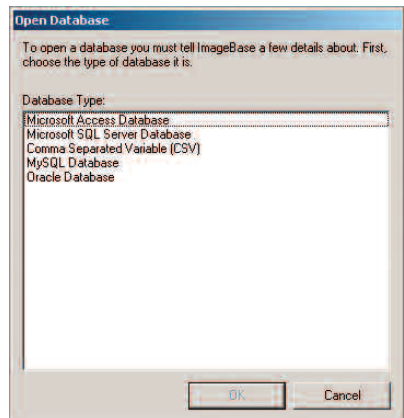 Open Database
To open a database you must tell ImageBase a few details about. First,
choose the type of database it is.
Database Type:
Microsoft Access Database
Microsoft SQL Server Database
Comma Separated Variable (CSV)
MySQL Database
Oracle Database
OK
Cancel